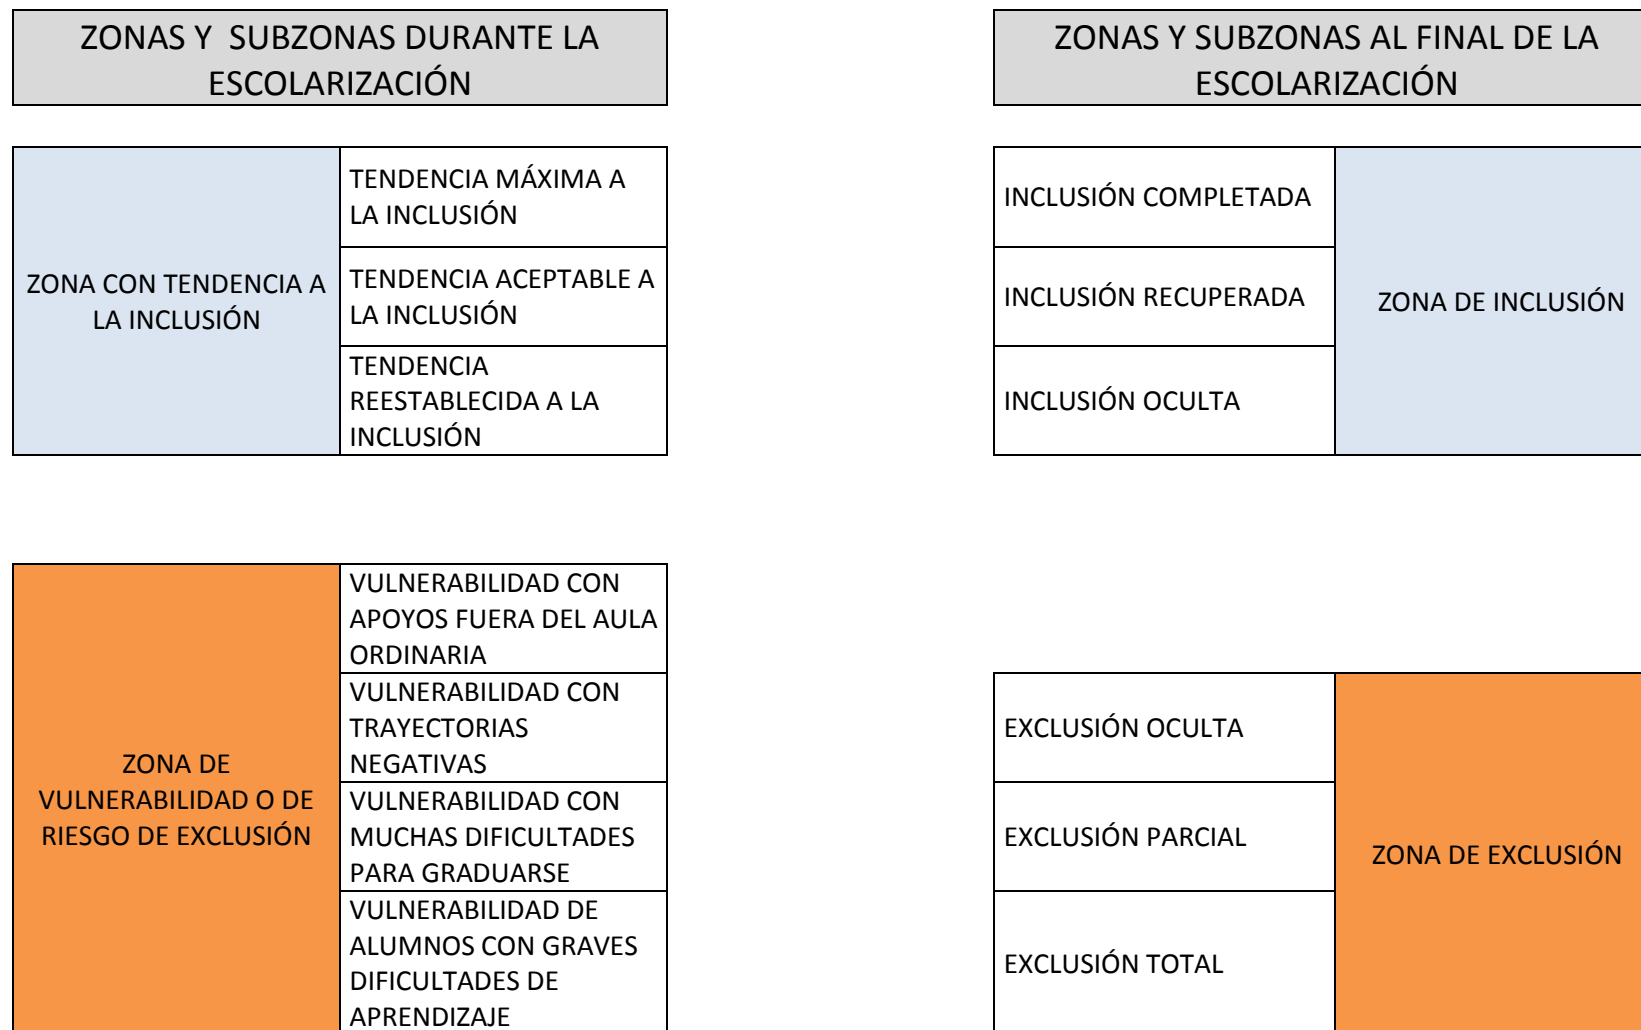 ZONAS Y  SUBZONAS DURANTE LA
ESCOLARIZACIÓN
ZONAS Y SUBZONAS AL FINAL DE LA
ESCOLARIZACIÓN
ZONA CON TENDENCIA A
LA INCLUSIÓN
TENDENCIA MÁXIMA A
LA INCLUSIÓN
TENDENCIA ACEPTABLE A
LA INCLUSIÓN
TENDENCIA
REESTABLECIDA A LA
INCLUSIÓN
INCLUSIÓN COMPLETADA
INCLUSIÓN RECUPERADA
INCLUSIÓN OCULTA
ZONA DE INCLUSIÓN
ZONA DE
VULNERABILIDAD O DE
RIESGO DE EXCLUSIÓN
VULNERABILIDAD CON
APOYOS FUERA DEL AULA
ORDINARIA
VULNERABILIDAD CON
TRAYECTORIAS
NEGATIVAS
VULNERABILIDAD CON
MUCHAS DIFICULTADES
PARA GRADUARSE
VULNERABILIDAD DE
ALUMNOS CON GRAVES
DIFICULTADES DE
APRENDIZAJE
EXCLUSIÓN OCULTA
EXCLUSIÓN PARCIAL
EXCLUSIÓN TOTAL
ZONA DE EXCLUSIÓN